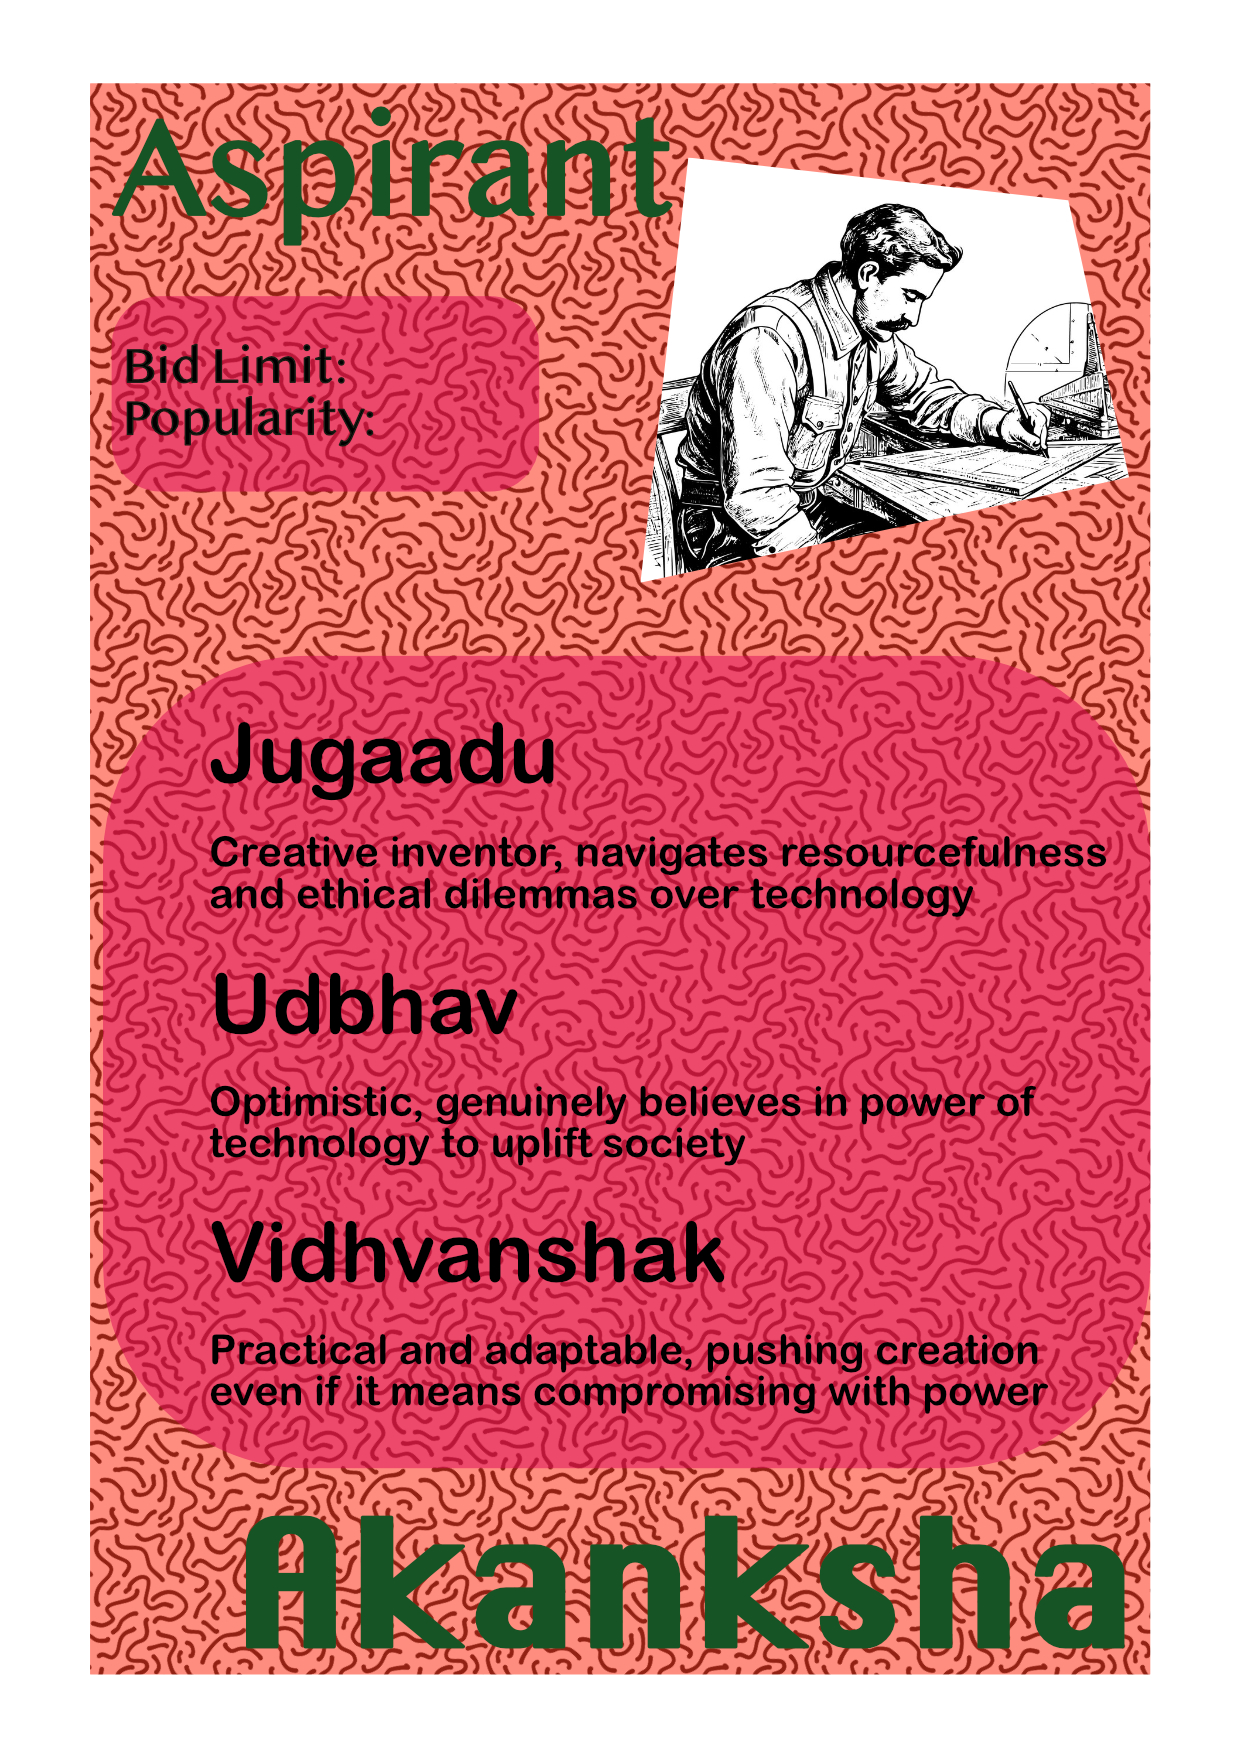 Aspirant
Bid Limit:
Popularity:
Jugaadu
Creative inventor, navigates resourcefulness
and ethical dilemmas over technology
Udbhav
Optimistic, genuinely believes in power of
technology to uplift society
Vidhvanshak
Practical and adaptable, pushing creation
even if it means compromising with power
Akanksha